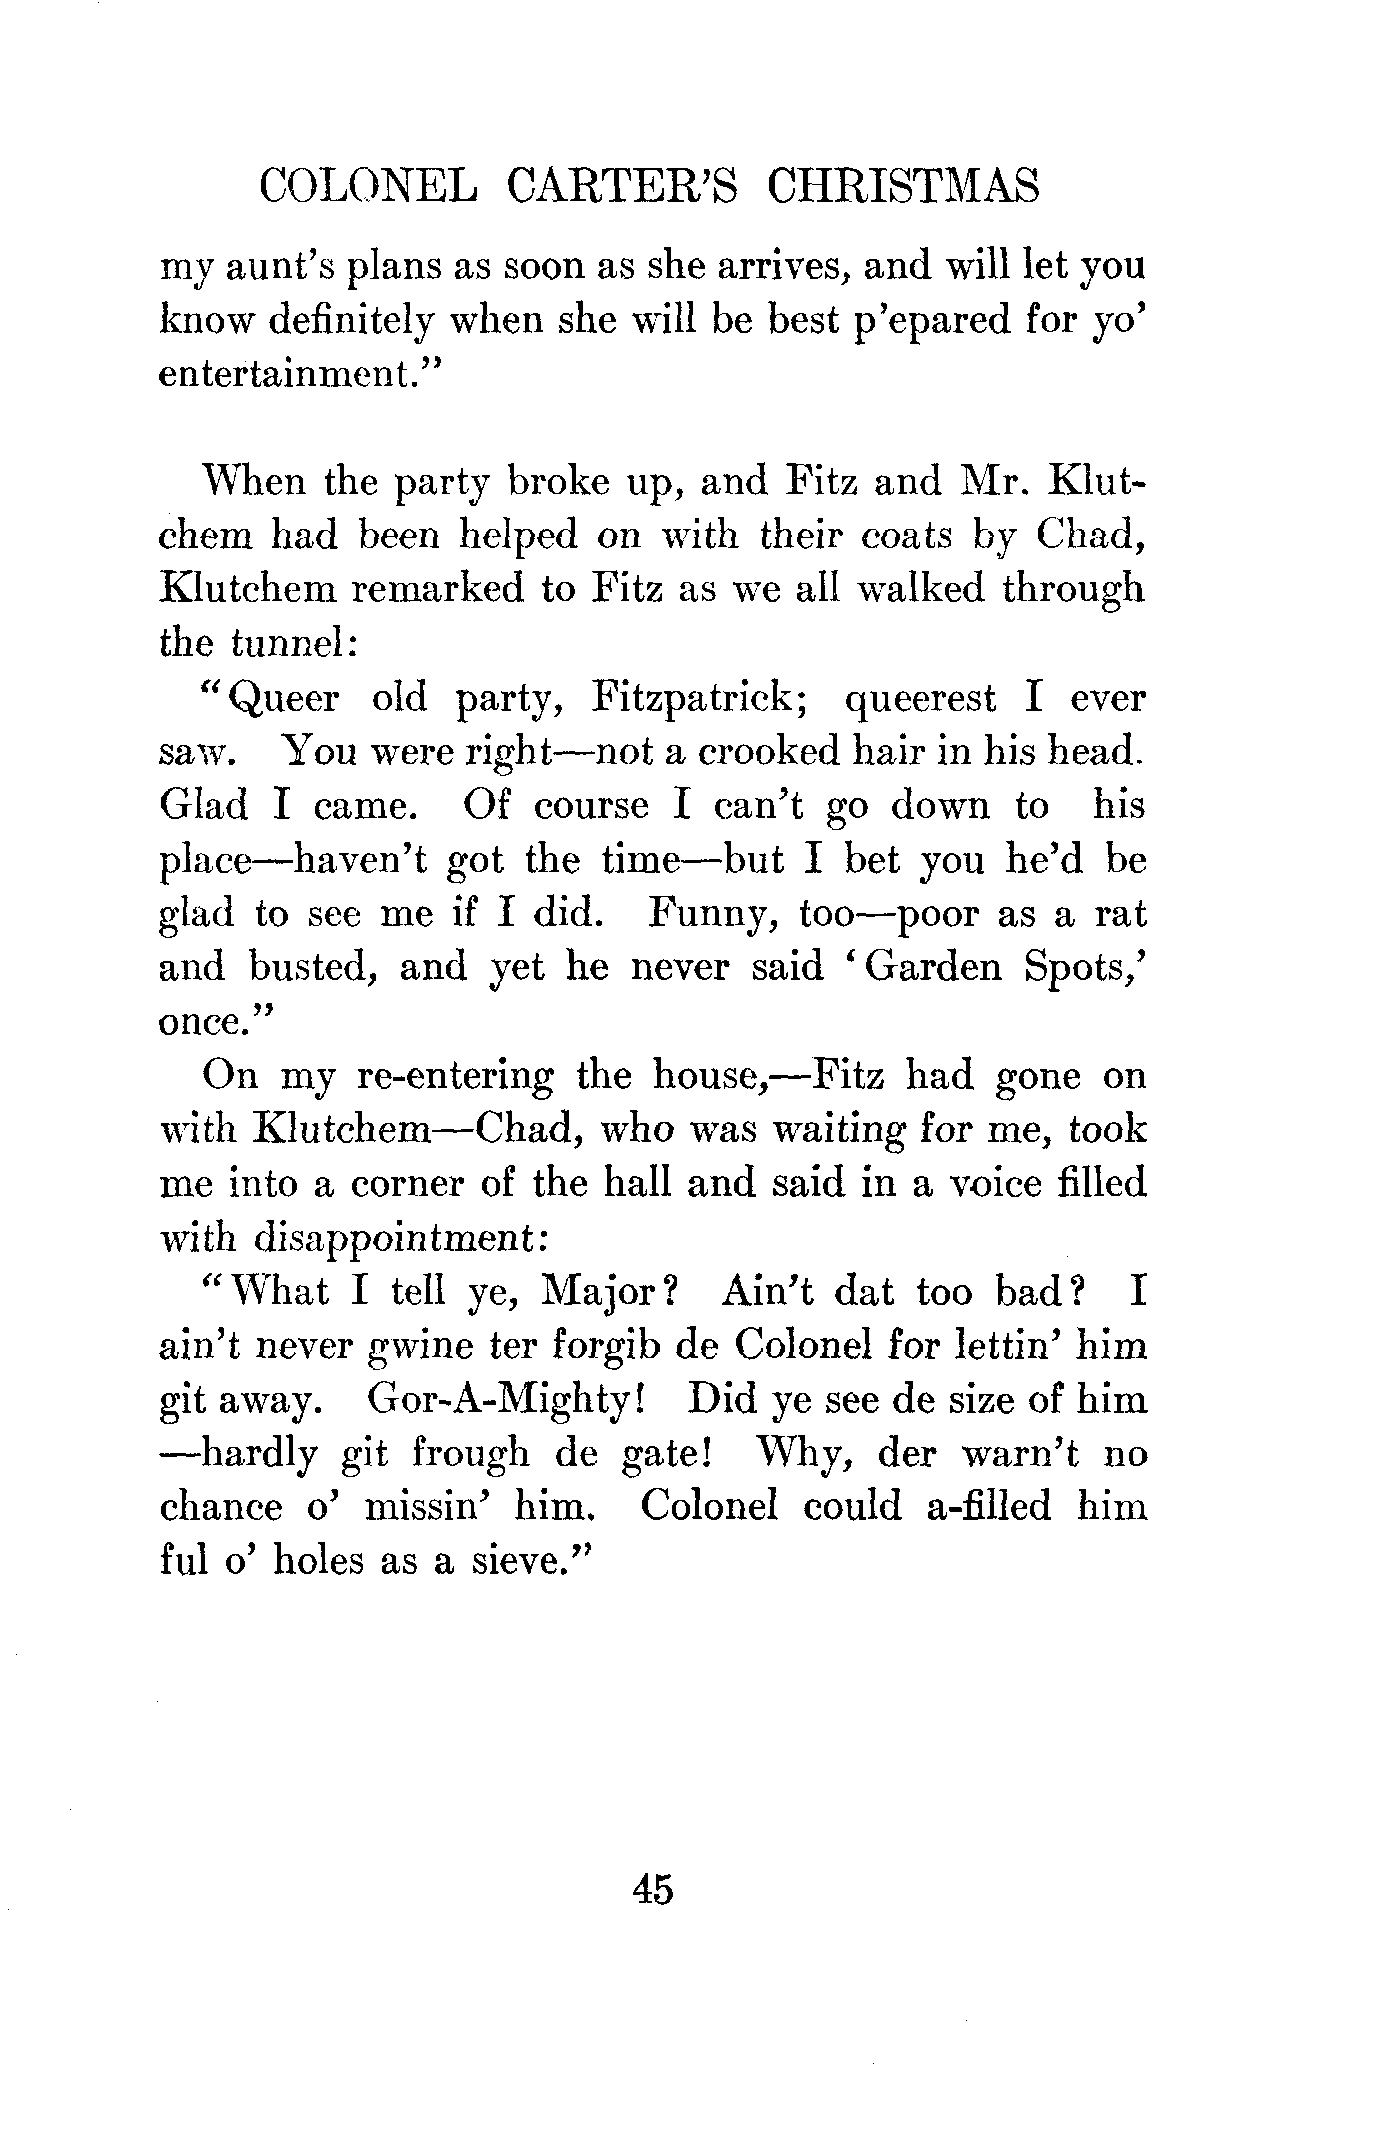 COLONEL CARTER'S CHRISTMAS
my aunt's plans as soon as she arrives, and will let you
know definitely when she will be best p'epared for yo'
entertainment."
When the party broke up, and Fitz and Mr. Klut-
chem had been helped on with their coats by Chad,
Klutchem remarked to Fitz as we all walked through
the tunnel:
"Queer old party, Fitzpatrick; queerest I ever
saw. You were right—not a crooked hair in his head.
Glad I came. Of course I can't go down to his
place—haven't got the time—but I bet you he'd be
glad to see me if I did. Funny, too—poor as a rat
and busted, and yet he never said 'Garden Spots,'
once."
On my re-entering the house,—Fitz had gone on
with Klutchem—Chad, who was waiting for me, took
me into a corner of the hall and said in a voice filled
with disappointment:
"What I tell ye, Major? Ain't dat too bad? I
ain't never gwine ter forgib de Colonel for lettin' him
git away. Gor-A-Mighty! Did ye see de size of him
—hardly git frough de gate! Why, der warn't no
chance o' missin' him. Colonel could a-filled him
ful o' holes as a sieve."
45